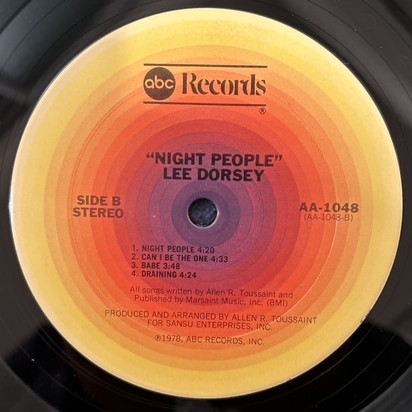 abc Records
®
"NIGHT PEOPLE"
LEE DORSEY
SIDE B
STEREO
AA-1048
(AA-1048-B)
1. NIGHT PEOPLE 4:20
2. CAN I BE THE ONE 4:33
3. BABE 3:48
4. DRAINING 4:24
All songs written by Allen R. Toussaint and
Published by Marsaint Music, Inc. (BMI)
PRODUCED AND ARRANGED BY ALLEN R. TOUSSAINT
FOR SANSU ENTERPRISES, INC.
℗1978, ABC RECORDS, INC.